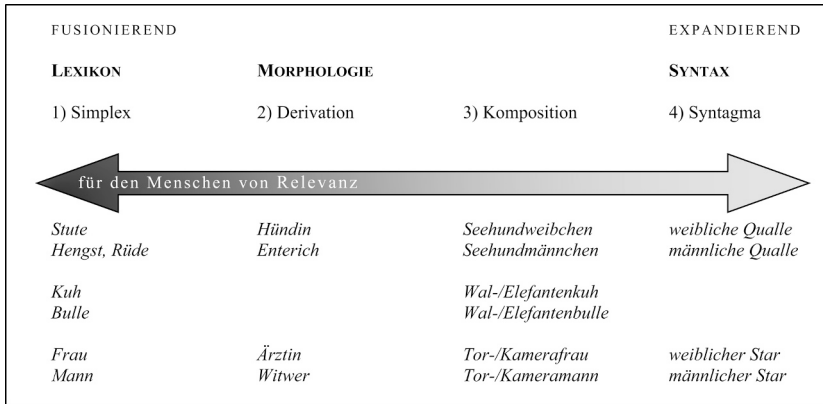 FUSIONIEREND EXPANDIEREND
LEXIKON MORPHOLOGIE SYNTAX
1) Simplex 2) Derivation 3) Komposition 4) Syntagma
für den Menschen von Relevanz
Stute Hündin Seehundweibchen weibliche Qualle
Hengst, Rüde Enterich Seehundmännchen männliche Qualle
Kuh Wal-/Elefantenkuh
Bulle Wal-/Elefantenbulle
Frau Ärztin Tor-/Kamerafrau weiblicher Star
Mann Witwer Tor-/Kameramann männlicher Star